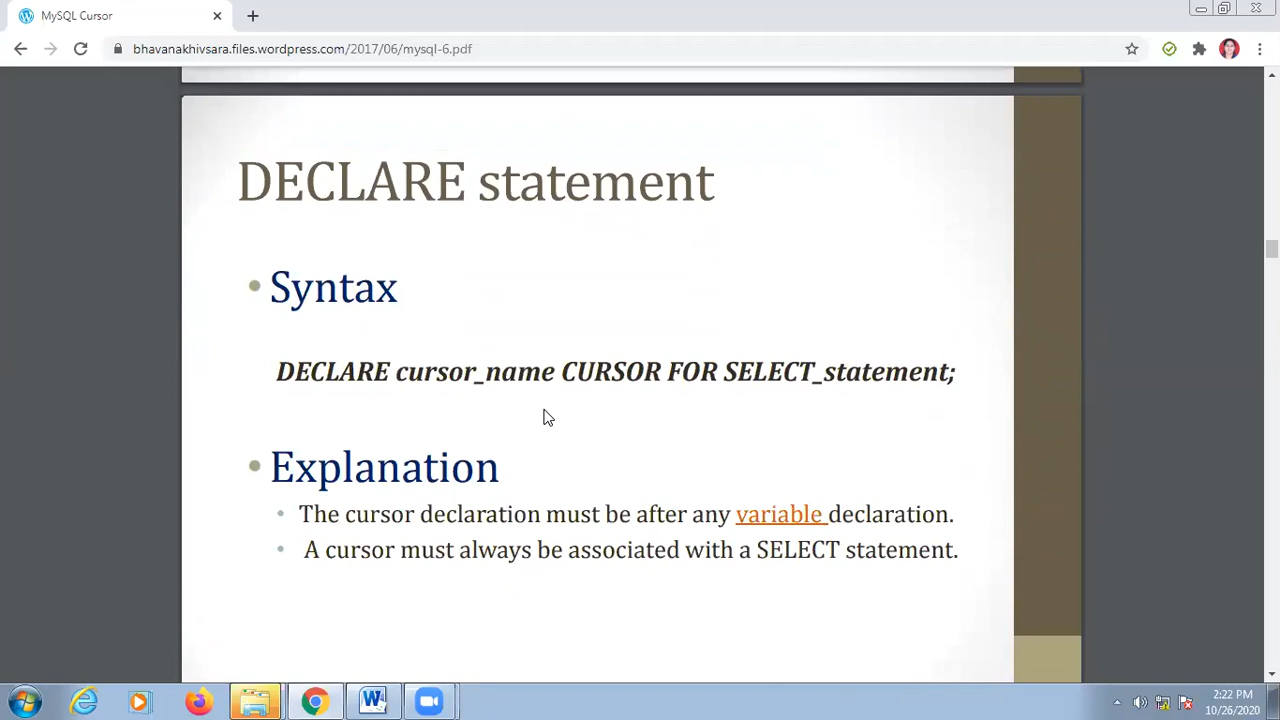 MySQL Cursor
bhavanakhivsara.files.wordpress.com/2017/06/mysql-6.pdf
DECLARE statement
• Syntax
DECLARE cursor_name CURSOR FOR SELECT_statement;
• Explanation
• The cursor declaration must be after any variable declaration.
• A cursor must always be associated with a SELECT statement.
2:22 PM
10/26/2020